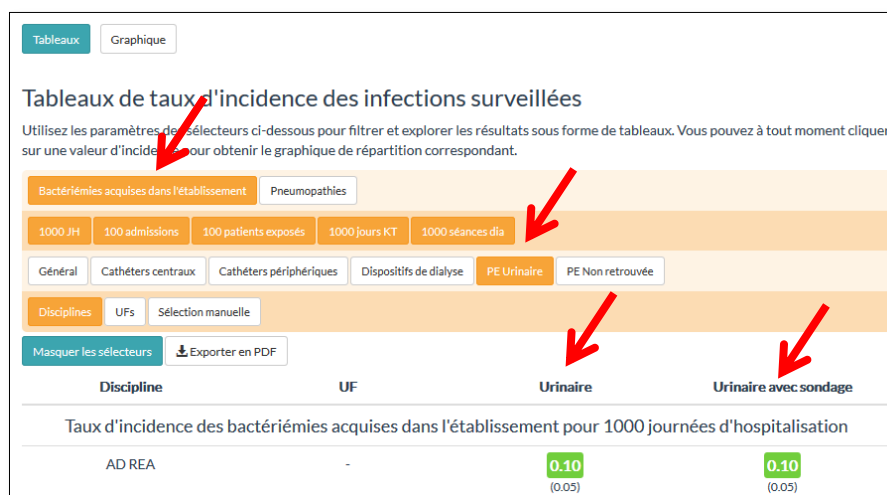 Tableaux Graphique
Tableaux de taux d'incidence des infections surveillées
Utilisez les paramètres des sélecteurs ci-dessous pour filtrer et explorer les résultats sous forme de tableaux. Vous pouvez à tout moment cliquer
sur une valeur d'incidence pour obtenir le graphique de répartition correspondant.
Bactériémies acquises dans l'établissement Pneumopathies
1000 JH 100 admissions 100 patients exposés 1000 jours KT 1000 séances dia
Général Cathéters centraux Cathéters périphériques Dispositifs de dialyse PE Urinaire PE Non retrouvée
Disciplines UFs Sélection manuelle
Masquer les sélecteurs Exporter en PDF
Discipline UF Urinaire Urinaire avec sondage
Taux d'incidence des bactériémies acquises dans l'établissement pour 1000 journées d'hospitalisation
AD REA - 0.10 0.10
(0.05) (0.05)